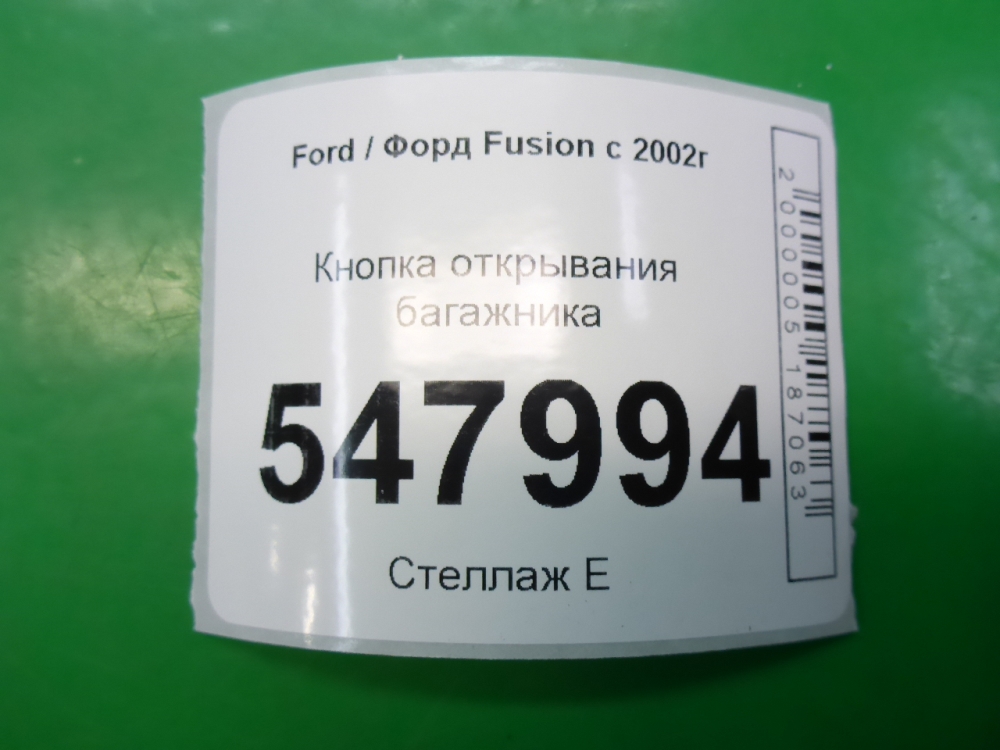 Ford / Форд Fusion с 2002г
Кнопка открывания
багажника
547994
Стеллаж Е
2000005187063